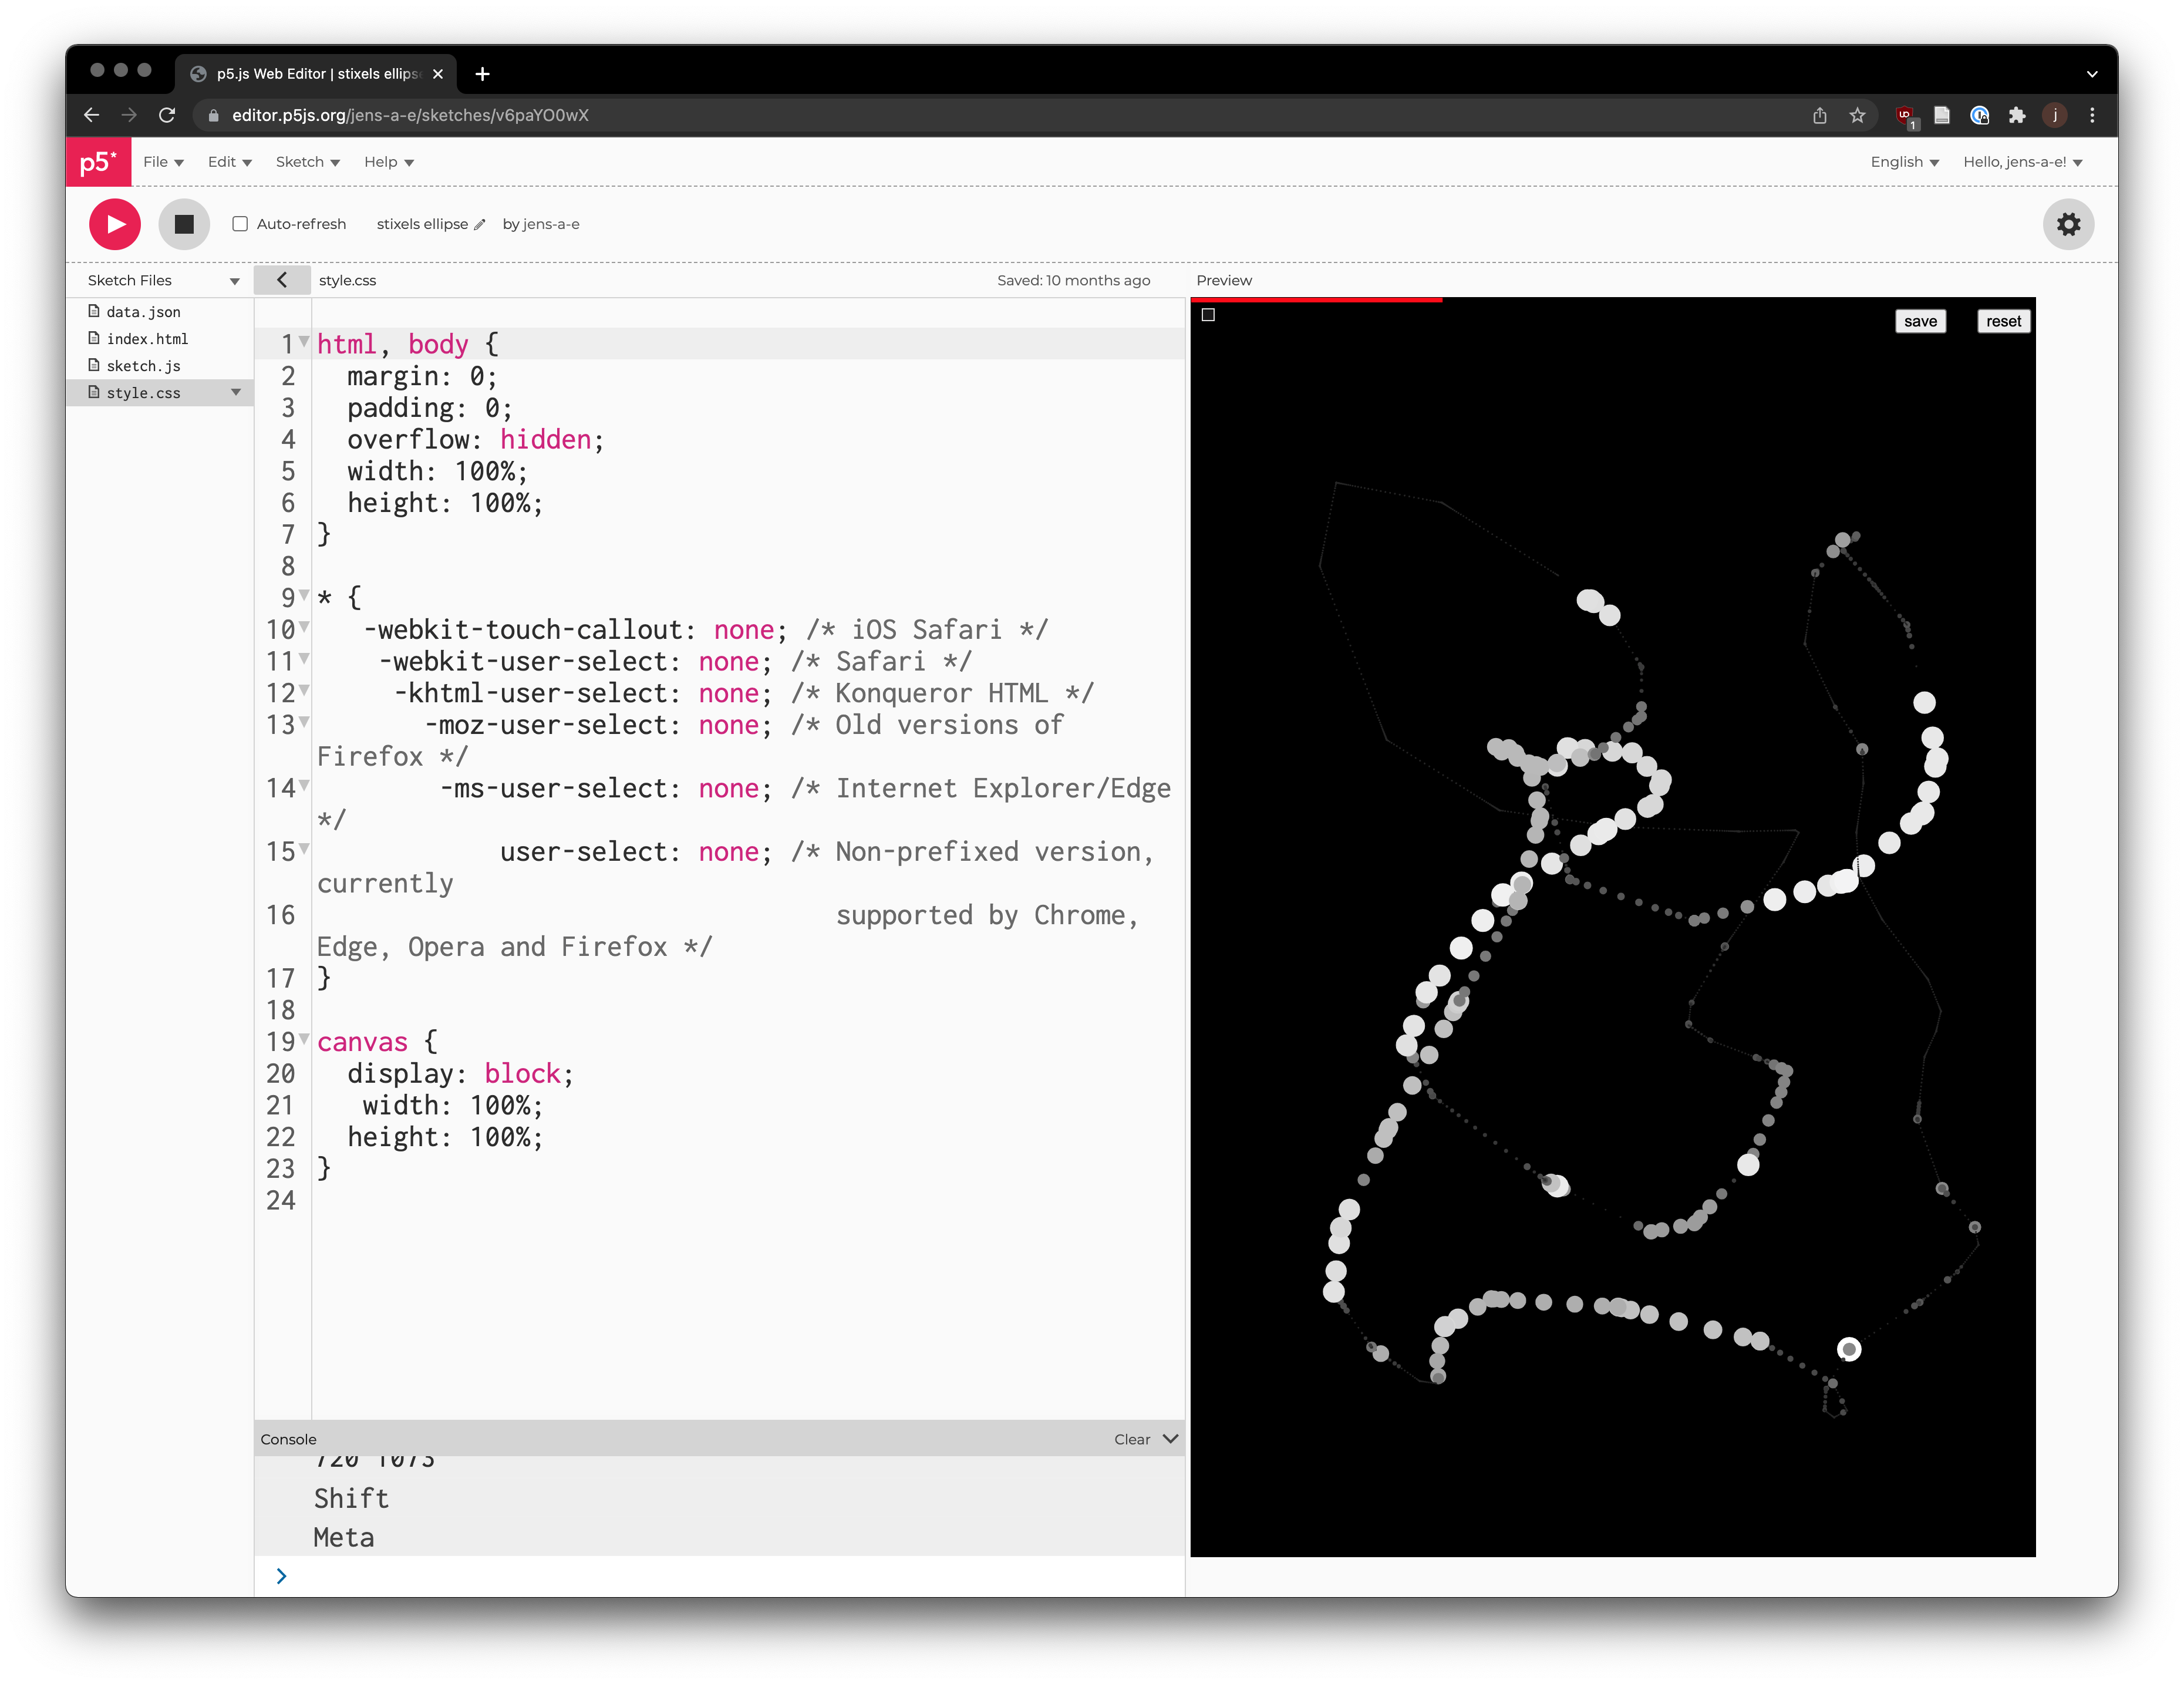 p5.js Web Editor | stixels ellips
editor.p5js.org/jens-a-e/sketches/v6paYO0wX
1
j
p5*
File
Edit
Sketch
Help
English
Hello, jens-a-e!
Auto-refresh
stixels ellipse
by jens-a-e
Sketch Files
style.css
Saved: 10 months ago
Preview
data.json
index.html
sketch.js
style.css
1 html, body {
2 margin: 0;
3 padding: 0;
4 overflow: hidden;
5 width: 100%;
6 height: 100%;
7 }
8
9 * {
10 -webkit-touch-callout: none; /* iOS Safari */
11 -webkit-user-select: none; /* Safari */
12 -khtml-user-select: none; /* Konqueror HTML */
13 -moz-user-select: none; /* Old versions of
Firefox */
14 -ms-user-select: none; /* Internet Explorer/Edge
*/
15 user-select: none; /* Non-prefixed version,
currently
16 supported by Chrome,
Edge, Opera and Firefox */
17 }
18
19 canvas {
20 display: block;
21 width: 100%;
22 height: 100%;
23 }
24
save
reset
Console
Clear
720 1073
Shift
Meta